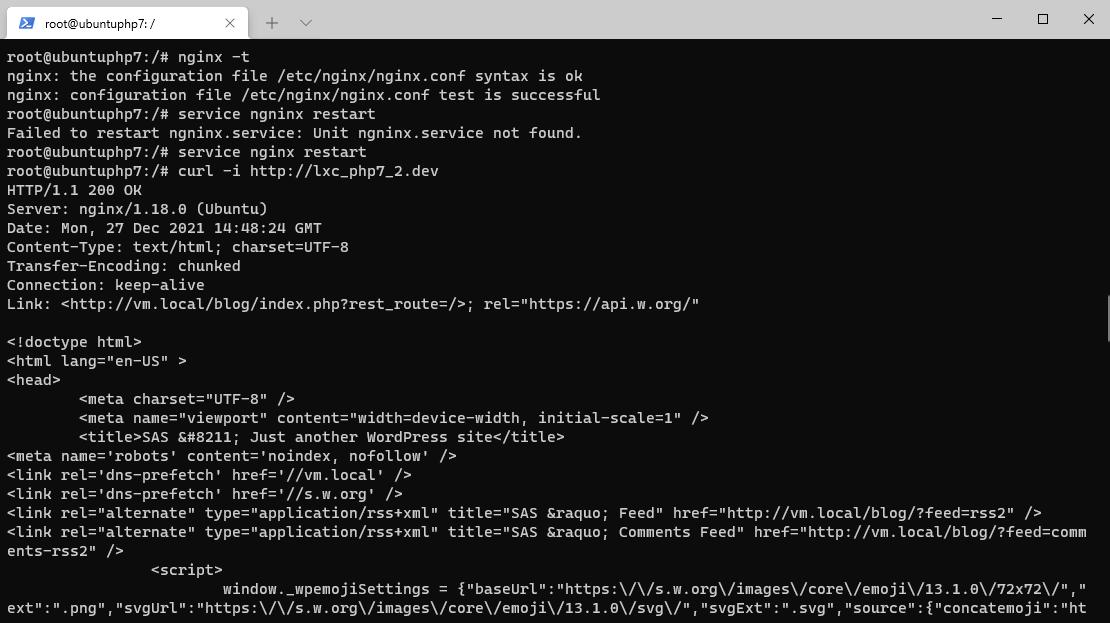 root@ubuntuphp7: /
root@ubuntuphp7:/# nginx -t
nginx: the configuration file /etc/nginx/nginx.conf syntax is ok
nginx: configuration file /etc/nginx/nginx.conf test is successful
root@ubuntuphp7:/# service ngninx restart
Failed to restart ngninx.service: Unit ngninx.service not found.
root@ubuntuphp7:/# service nginx restart
root@ubuntuphp7:/# curl -i http://lxc_php7_2.dev
HTTP/1.1 200 OK
Server: nginx/1.18.0 (Ubuntu)
Date: Mon, 27 Dec 2021 14:48:24 GMT
Content-Type: text/html; charset=UTF-8
Transfer-Encoding: chunked
Connection: keep-alive
Link: <http://vm.local/blog/index.php?rest_route=/>; rel="https://api.w.org/"
<!doctype html>
<html lang="en-US" >
<head>
<meta charset="UTF-8" />
<meta name="viewport" content="width=device-width, initial-scale=1" />
<title>SAS &#8211; Just another WordPress site</title>
<meta name='robots' content='noindex, nofollow' />
<link rel='dns-prefetch' href='//vm.local' />
<link rel='dns-prefetch' href='//s.w.org' />
<link rel="alternate" type="application/rss+xml" title="SAS &raquo; Feed" href="http://vm.local/blog/?feed=rss2" />
<link rel="alternate" type="application/rss+xml" title="SAS &raquo; Comments Feed" href="http://vm.local/blog/?feed=comm
ents-rss2" />
<script>
window._wpemojiSettings = {"baseUrl":"https:\/\/s.w.org\/images\/core\/emoji\/13.1.0\/72x72\/","
ext":".png","svgUrl":"https:\/\/s.w.org\/images\/core\/emoji\/13.1.0\/svg\/","svgExt":".svg","source":{"concatemoji":"ht